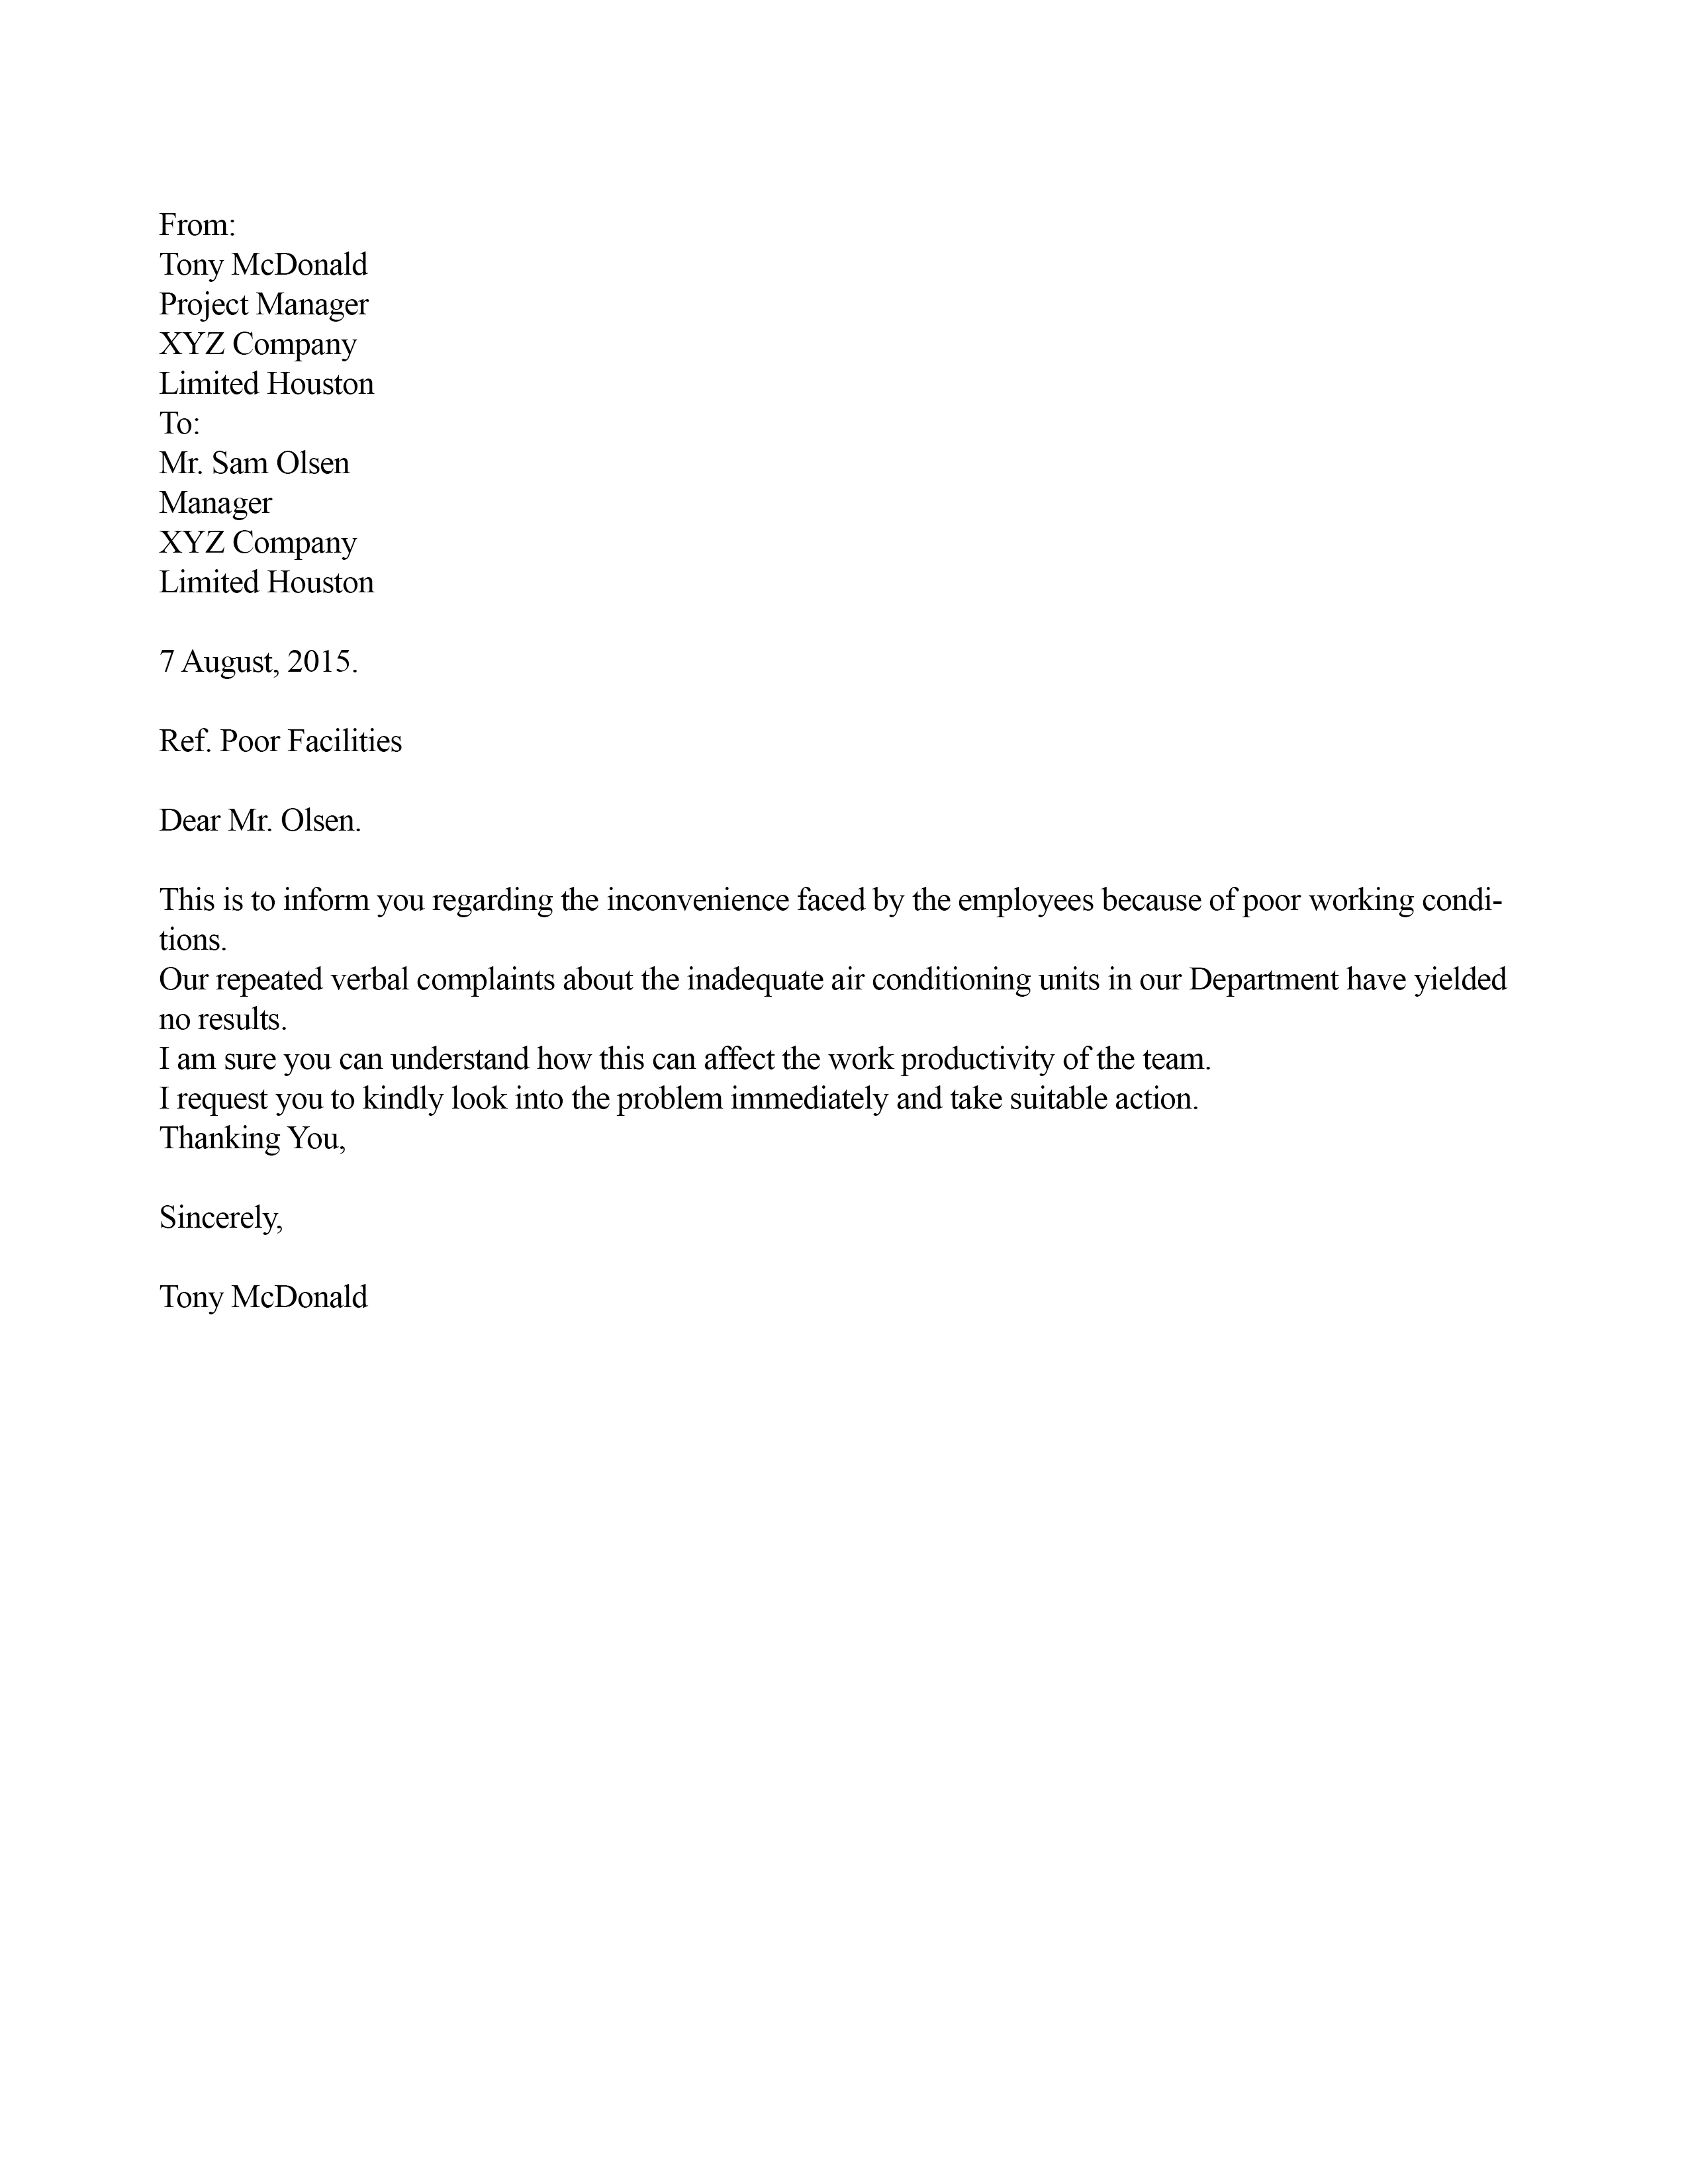 From:
Tony McDonald
Project Manager
XYZ Company
Limited Houston
To:
Mr. Sam Olsen
Manager
XYZ Company
Limited Houston
7 August, 2015.
Ref. Poor Facilities
Dear Mr. Olsen.
This is to inform you regarding the inconvenience faced by the employees because of poor working condi-
tions.
Our repeated verbal complaints about the inadequate air conditioning units in our Department have yielded
no results.
I am sure you can understand how this can affect the work productivity of the team.
I request you to kindly look into the problem immediately and take suitable action.
Thanking You,
Sincerely,
Tony McDonald